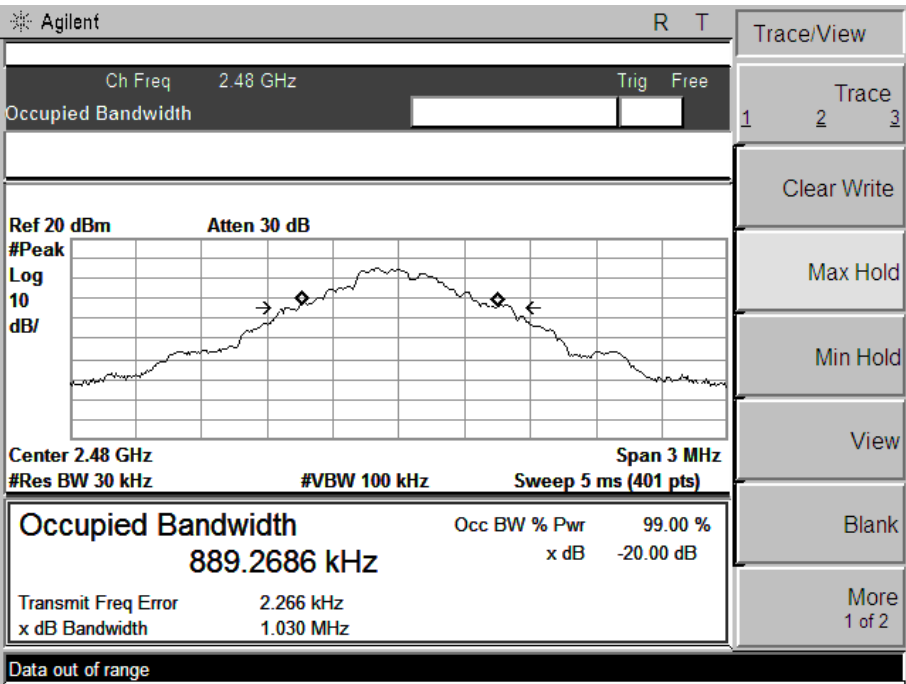 Agilent R T
Trace/View
Ch Freq 2.48 GHz Trig Free
Occupied Bandwidth
Trace
1 2 3
Clear Write
Ref 20 dBm Atten 30 dB
#Peak
Log
10
dB/
Max Hold
Min Hold
Center 2.48 GHz Span 3 MHz
#Res BW 30 kHz #VBW 100 kHz Sweep 5 ms (401 pts)
View
Occupied Bandwidth
889.2686 kHz
Occ BW % Pwr 99.00 %
x dB -20.00 dB
Transmit Freq Error 2.266 kHz
x dB Bandwidth 1.030 MHz
Blank
More
1 of 2
Data out of range